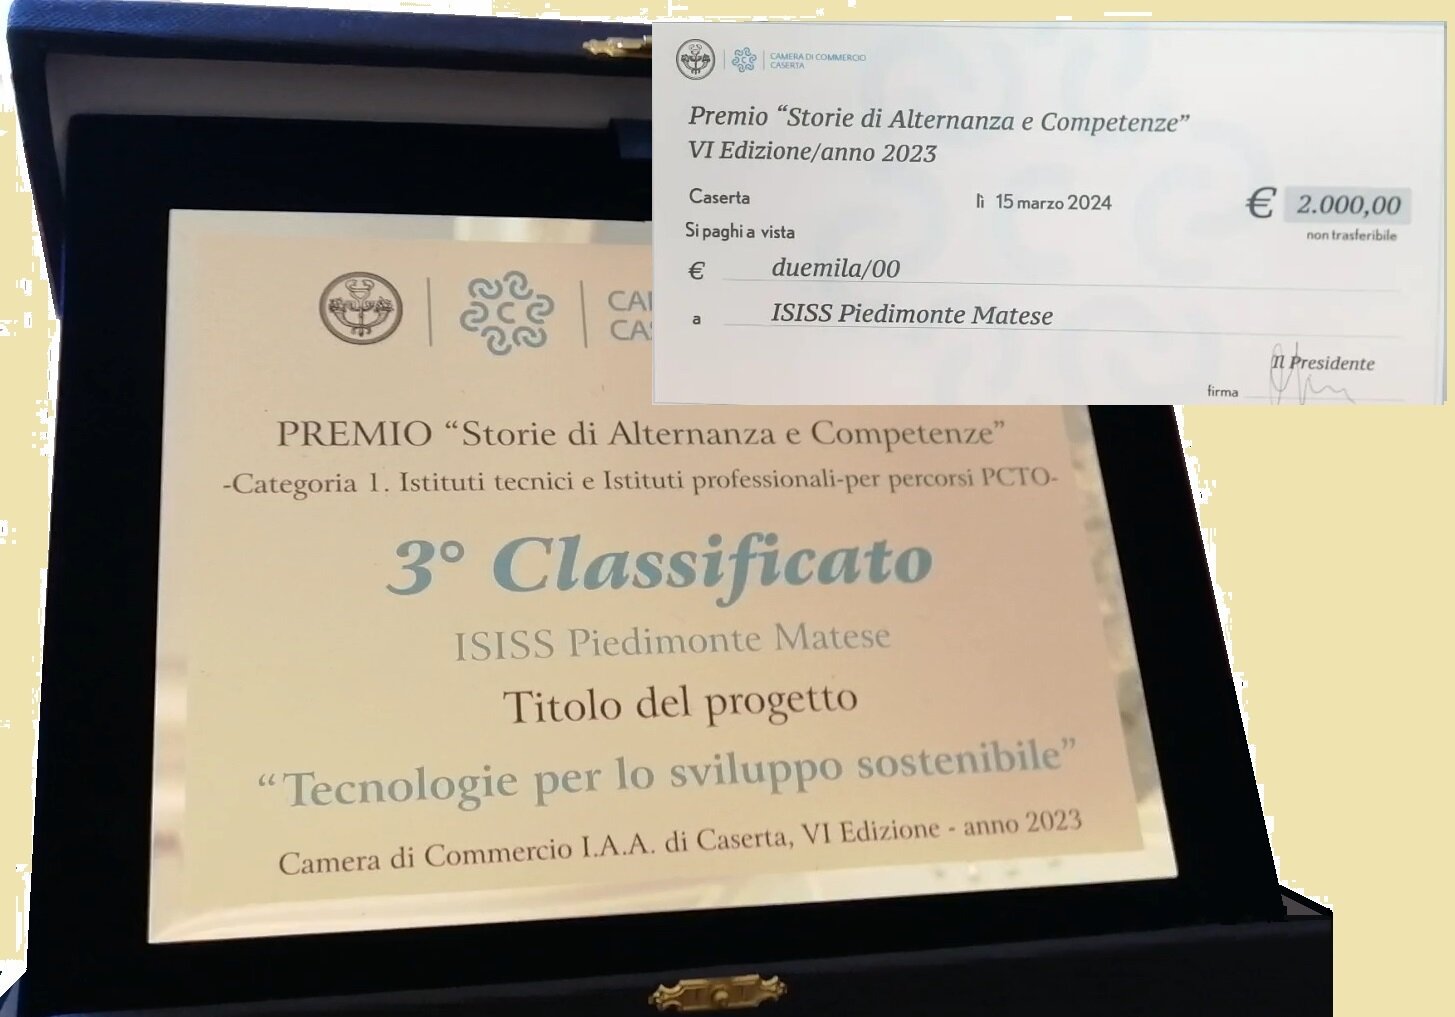 CAMERA DI COMMERCIO
CASERTA
Premio “Storie di Alternanza e Competenze”
VI Edizione/anno 2023
Caserta lì 15 marzo 2024 € 2.000,00
Si paghi a vista non trasferibile
€ duemila/00
a ISISS Piedimonte Matese
Il Presidente
firma
PREMIO “Storie di Alternanza e Competenze”
-Categoria 1. Istituti tecnici e Istituti professionali-per percorsi PCTO-
3° Classificato
ISISS Piedimonte Matese
Titolo del progetto
“Tecnologie per lo sviluppo sostenibile”
Camera di Commercio I.A.A. di Caserta, VI Edizione - anno 2023